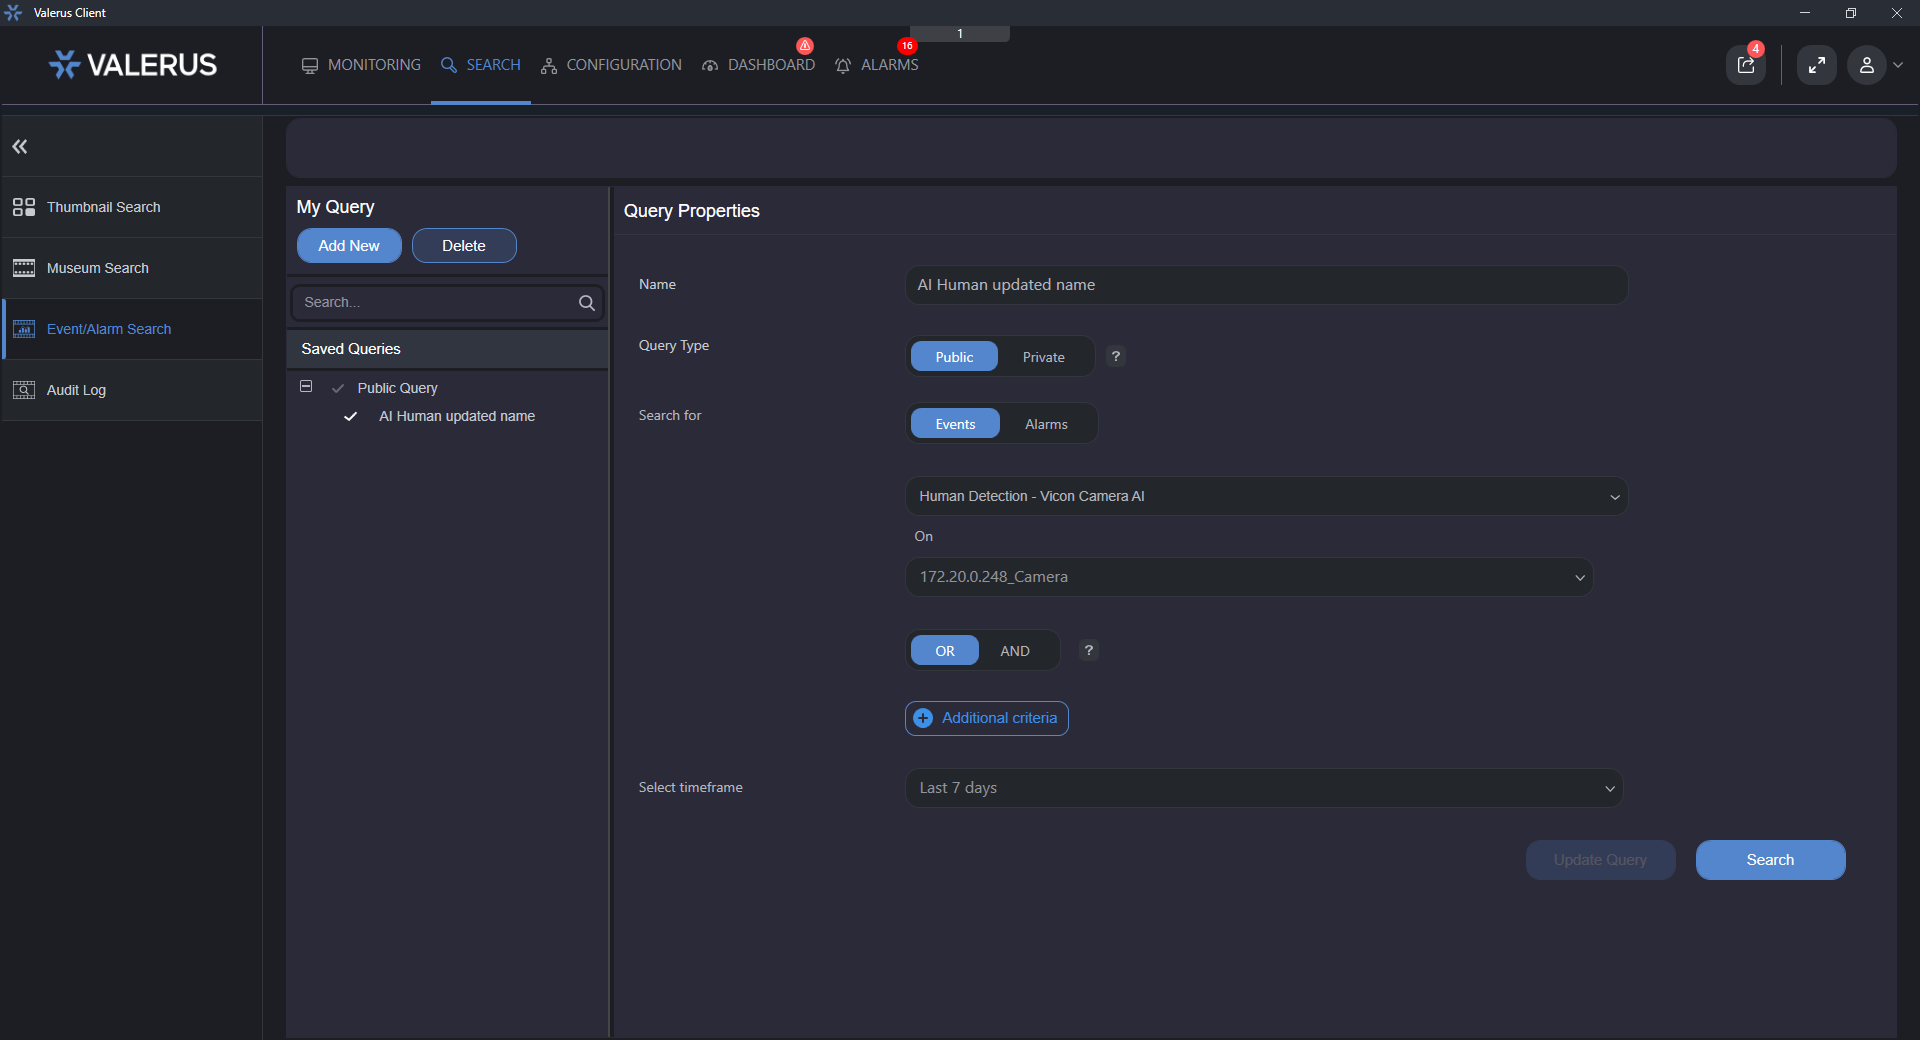 Valerus Client
1
VALERUS
MONITORING
SEARCH
CONFIGURATION
DASHBOARD
16
ALARMS
4
Thumbnail Search
Museum Search
Event/Alarm Search
Audit Log
My Query
Add New
Delete
Search...
Saved Queries
Public Query
AI Human updated name
Query Properties
Name
AI Human updated name
Query Type
Public
Private
?
Search for
Events
Alarms
Human Detection - Vicon Camera AI
On
172.20.0.248_Camera
OR
AND
?
Additional criteria
Select timeframe
Last 7 days
Update Query
Search